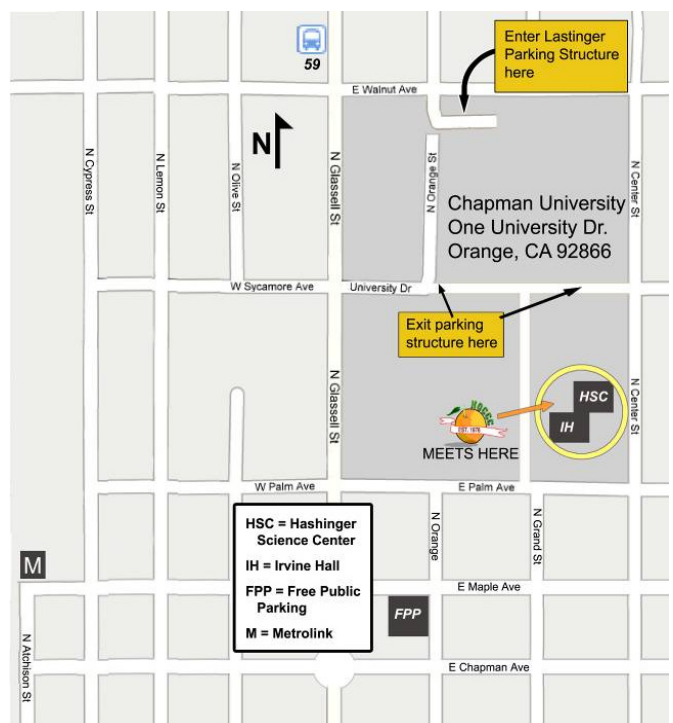 Enter Lastinger
Parking Structure
here
59
E Walnut Ave
N
N Cypress St
N Lemon St
N Olive St
N Glassell St
N Orange St
N Center St
Chapman University
One University Dr.
Orange, CA 92866
W Sycamore Ave
University Dr
Exit parking
structure here
N Glassell St
N Center St
HSC
IH
EST. 1870
MEETS HERE
W Palm Ave
E Palm Ave
HSC = Hashinger
Science Center
IH = Irvine Hall
FPP = Free Public
Parking
M = Metrolink
N Orange
N Grand St
M
E Maple Ave
FPP
N Atchison St
E Chapman Ave